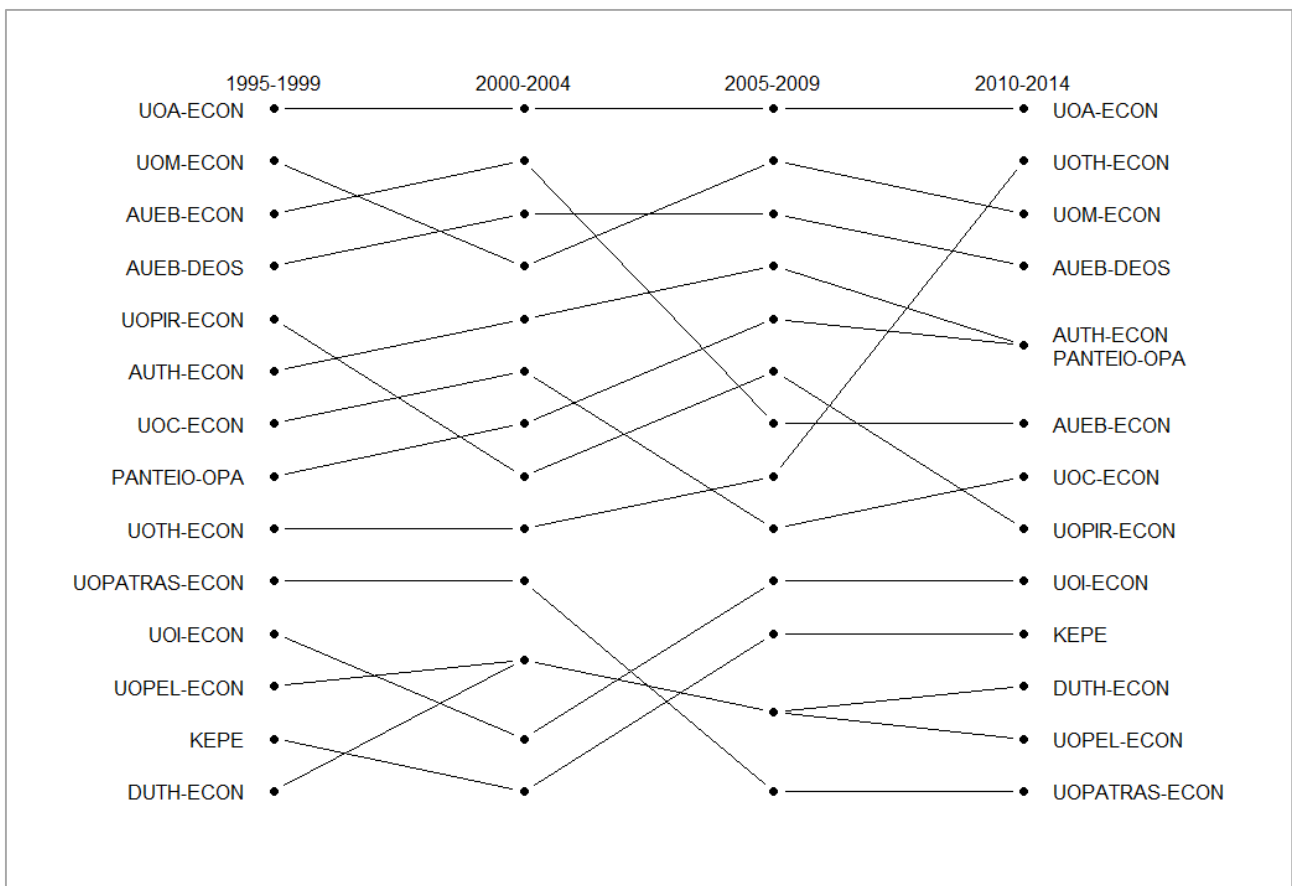 1995-1999 2000-2004 2005-2009 2010-2014
UOA-ECON UOA-ECON
UOM-ECON UOTH-ECON
AUEB-ECON UOM-ECON
AUEB-DEOS AUEB-DEOS
UOPIR-ECON AUTH-ECON
PANTEIO-OPA
AUTH-ECON
UOC-ECON AUEB-ECON
PANTEIO-OPA UOC-ECON
UOTH-ECON UOPIR-ECON
UOPATRAS-ECON UOI-ECON
UOI-ECON KEPE
UOPEL-ECON DUTH-ECON
KEPE UOPEL-ECON
DUTH-ECON UOPATRAS-ECON